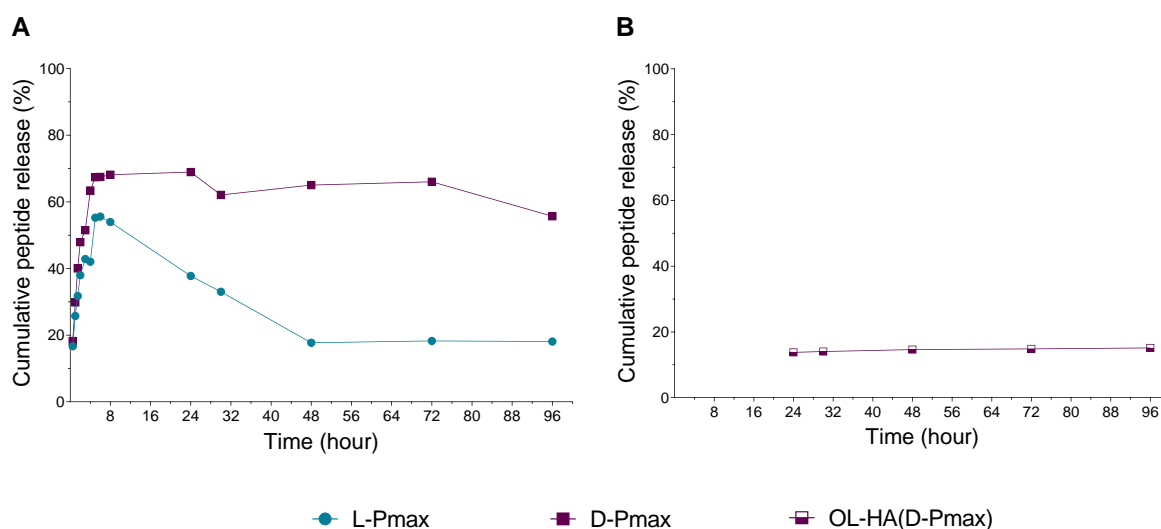 A
Cumulative peptide release (%)
100
80
60
40
20
0
8 16 24 32 40 48 56 64 72 80 88 96
Time (hour)
B
Cumulative peptide release (%)
100
80
60
40
20
0
8 16 24 32 40 48 56 64 72 80 88 96
Time (hour)
L-Pmax D-Pmax OL-HA(D-Pmax)